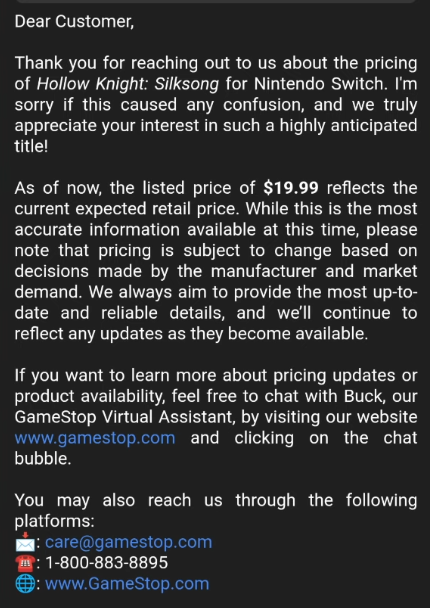 Dear Customer,
Thank you for reaching out to us about the pricing
of Hollow Knight: Silksong for Nintendo Switch. I'm
sorry if this caused any confusion, and we truly
appreciate your interest in such a highly anticipated
title!
As of now, the listed price of $19.99 reflects the
current expected retail price. While this is the most
accurate information available at this time, please
note that pricing is subject to change based on
decisions made by the manufacturer and market
demand. We always aim to provide the most up-to-
date and reliable details, and we'll continue to
reflect any updates as they become available.
If you want to learn more about pricing updates or
product availability, feel free to chat with Buck, our
GameStop Virtual Assistant, by visiting our website
www.gamestop.com and clicking on the chat
bubble.
You may also reach us through the following
platforms:
📩: care@gamestop.com
☎️: 1-800-883-8895
🌐: www.GameStop.com